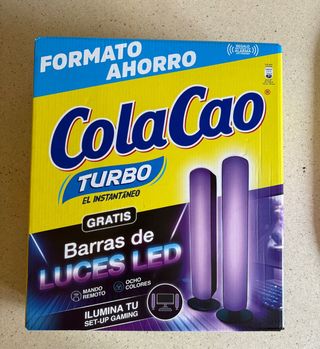 FORMATO
AHORRO
ColaCao®
TURBO
EL INSTANTÁNEO
GRATIS
Barras de
LUCES LED
MANDO
REMOTO
OCHO
COLORES
ILUMINA TU
SET-UP GAMING